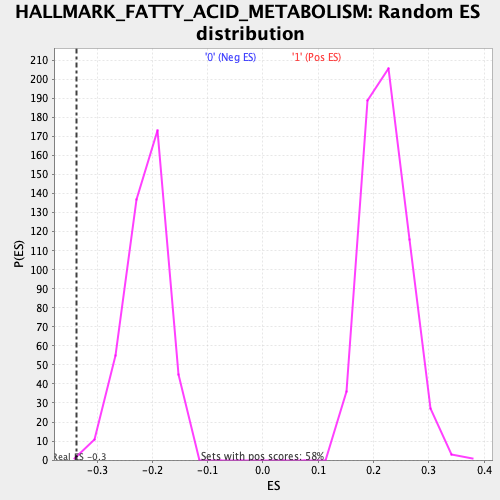 HALLMARK_FATTY_ACID_METABOLISM: Random ES
distribution
'0' (Neg ES) '1' (Pos ES)
210
200
190
180
170
160
150
140
130
120
110
100
90
80
70
60
50
40
30
20
10
0
P(ES)
Real ES -0.3
Sets with pos scores: 58%
-0.3 -0.2 -0.1 0.0 0.1 0.2 0.3 0.4
ES